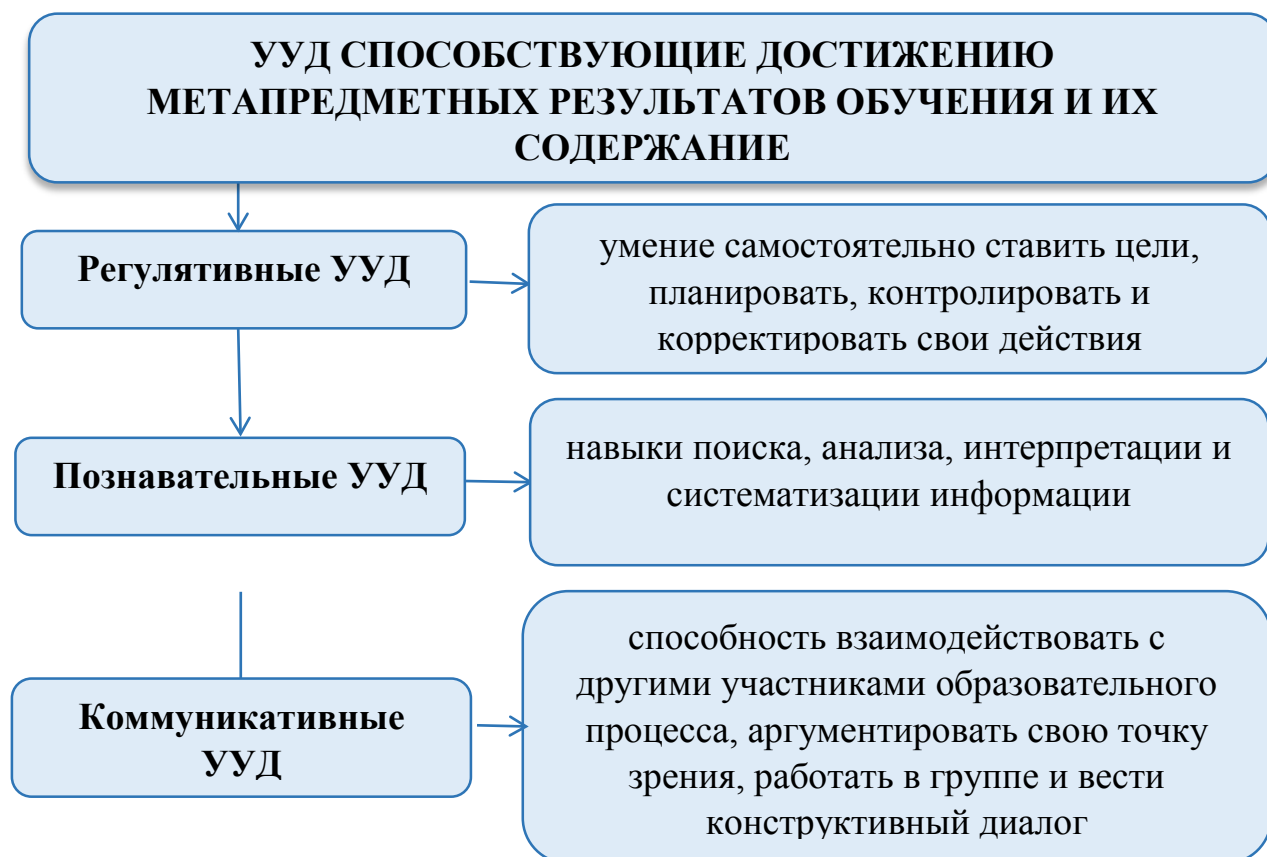 УУД СПОСОБСТВУЮЩИЕ ДОСТИЖЕНИЮ
МЕТАПРЕДМЕТНЫХ РЕЗУЛЬТАТОВ ОБУЧЕНИЯ И ИХ
СОДЕРЖАНИЕ
Регулятивные УУД
умение самостоятельно ставить цели,
планировать, контролировать и
корректировать свои действия
Познавательные УУД
навыки поиска, анализа, интерпретации и
систематизации информации
Коммуникативные
УУД
способность взаимодействовать с
другими участниками образовательного
процесса, аргументировать свою точку
зрения, работать в группе и вести
конструктивный диалог